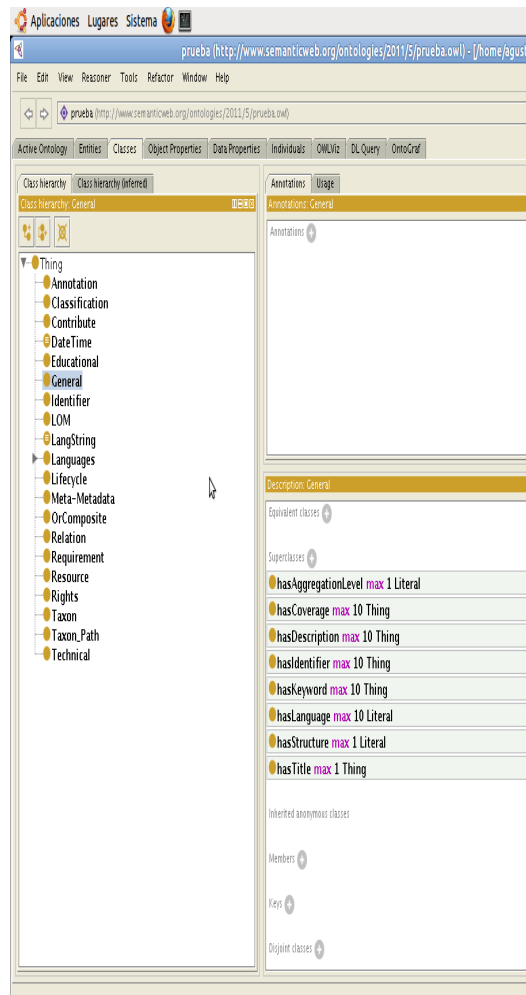 Aplicaciones Lugares Sistema
prueba (http://www.semanticweb.org/ontologies/2011/5/prueba.owl) - [/home/agus
File Edit View Reasoner Tools Refactor Window Help
prueba (http://www.semanticweb.org/ontologies/2011/5/prueba.owl)
Active Ontology Entities Classes Object Properties Data Properties Individuals OWLViz DL Query OntoGraf
Class hierarchy Class hierarchy (inferred)
Class hierarchy: General
Thing
Annotation
Classification
Contribute
DateTime
Educational
General
Identifier
LOM
LangString
Languages
Lifecycle
Meta-Metadata
OrComposite
Relation
Requirement
Resource
Rights
Taxon
Taxon_Path
Technical
Annotations Usage
Annotations: General
Annotations
Description: General
Equivalent classes
Superclasses
hasAggregationLevel max 1 Literal
hasCoverage max 10 Thing
hasDescription max 10 Thing
hasIdentifier max 10 Thing
hasKeyword max 10 Thing
hasLanguage max 10 Literal
hasStructure max 1 Literal
hasTitle max 1 Thing
Inherited anonymous classes
Members
Keys
Disjoint classes